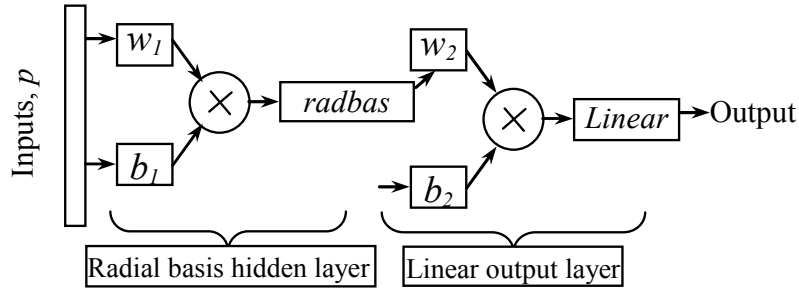 Inputs, p
w1
b1
radbas
w2
b2
Linear
Output
Radial basis hidden layer
Linear output layer